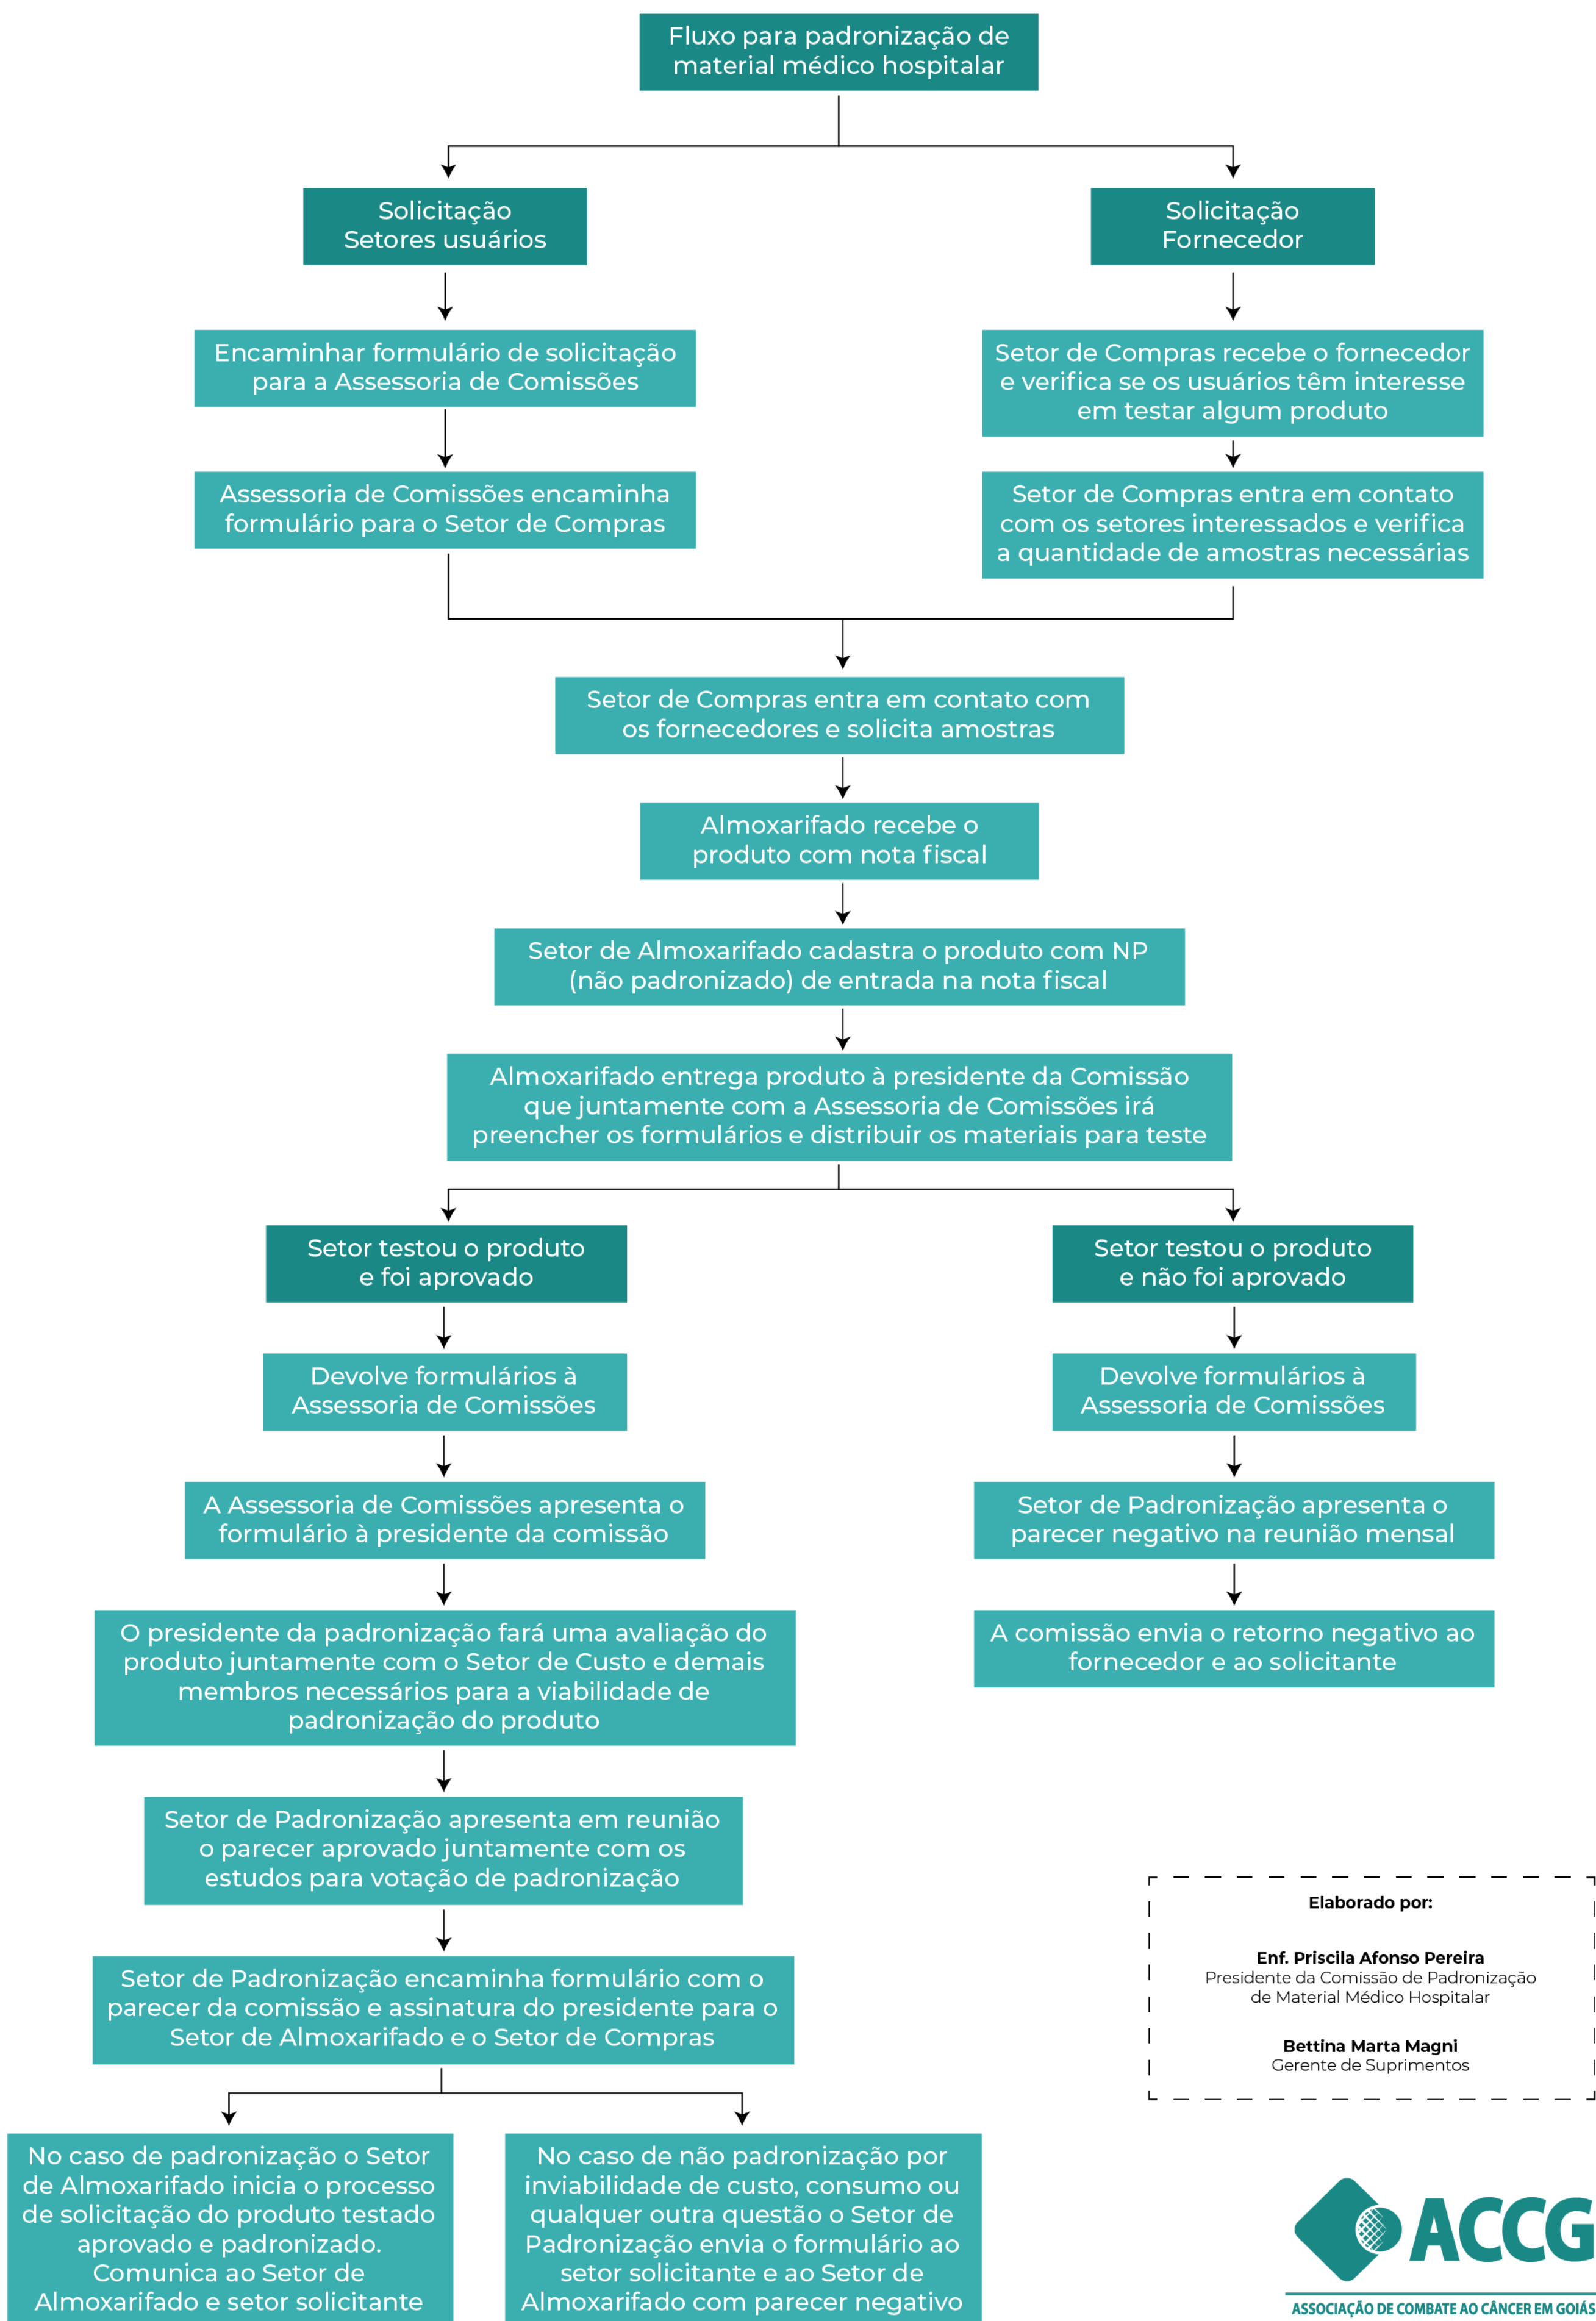 Fluxo para padronização de
material médico hospitalar
Solicitação
Setores usuários
Solicitação
Fornecedor
Encaminhar formulário de solicitação
para a Assessoria de Comissões
Setor de Compras recebe o fornecedor
e verifica se os usuários têm interesse
em testar algum produto
Assessoria de Comissões encaminha
formulário para o Setor de Compras
Setor de Compras entra em contato
com os setores interessados e verifica
a quantidade de amostras necessárias
Setor de Compras entra em contato com
os fornecedores e solicita amostras
Almoxarifado recebe o
produto com nota fiscal
Setor de Almoxarifado cadastra o produto com NP
(não padronizado) de entrada na nota fiscal
Almoxarifado entrega produto à presidente da Comissão
que juntamente com a Assessoria de Comissões irá
preencher os formulários e distribuir os materiais para teste
Setor testou o produto
e foi aprovado
Setor testou o produto
e não foi aprovado
Devolve formulários à
Assessoria de Comissões
Devolve formulários à
Assessoria de Comissões
A Assessoria de Comissões apresenta o
formulário à presidente da comissão
Setor de Padronização apresenta o
parecer negativo na reunião mensal
O presidente da padronização fará uma avaliação do
produto juntamente com o Setor de Custo e demais
membros necessários para a viabilidade de
padronização do produto
A comissão envia o retorno negativo ao
fornecedor e ao solicitante
Setor de Padronização apresenta em reunião
o parecer aprovado juntamente com os
estudos para votação de padronização
Setor de Padronização encaminha formulário com o
parecer da comissão e assinatura do presidente para o
Setor de Almoxarifado e o Setor de Compras
No caso de padronização o Setor
de Almoxarifado inicia o processo
de solicitação do produto testado
aprovado e padronizado.
Comunica ao Setor de
Almoxarifado e setor solicitante
No caso de não padronização por
inviabilidade de custo, consumo ou
qualquer outra questão o Setor de
Padronização envia o formulário ao
setor solicitante e ao Setor de
Almoxarifado com parecer negativo
Elaborado por:
Enf. Priscila Afonso Pereira
Presidente da Comissão de Padronização
de Material Médico Hospitalar
Bettina Marta Magni
Gerente de Suprimentos
ACCG
ASSOCIAÇÃO DE COMBATE AO CÂNCER EM GOIÁS